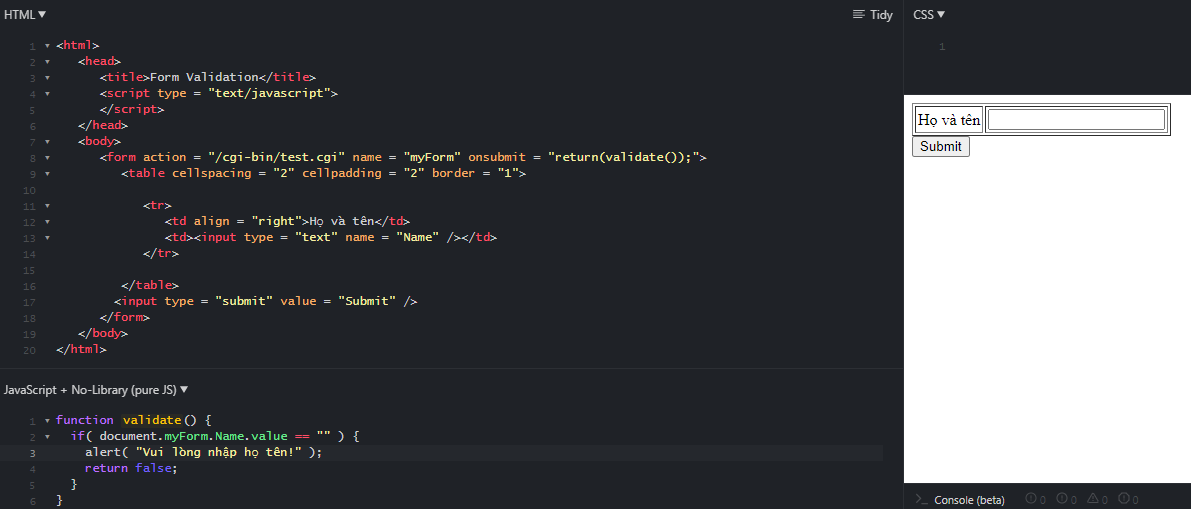 HTML ▼
Tidy
1 <html>
2 <head>
3 <title>Form Validation</title>
4 <script type = "text/javascript">
5 </script>
6 </head>
7 <body>
8 <form action = "/cgi-bin/test.cgi" name = "myForm" onsubmit = "return(validate());">
9 <table cellspacing = "2" cellpadding = "2" border = "1">
10
11 <tr>
12 <td align = "right">Họ và tên</td>
13 <td><input type = "text" name = "Name" /></td>
14 </tr>
15
16 </table>
17 <input type = "submit" value = "Submit" />
18 </form>
19 </body>
20 </html>
JavaScript + No-Library (pure JS) ▼
1 function validate() {
2 if( document.myForm.Name.value == "" ) {
3 alert( "Vui lòng nhập họ tên!" );
4 return false;
5 }
6 }
CSS ▼
1
Họ và tên
Submit
>_ Console (beta) 0 0 0 0